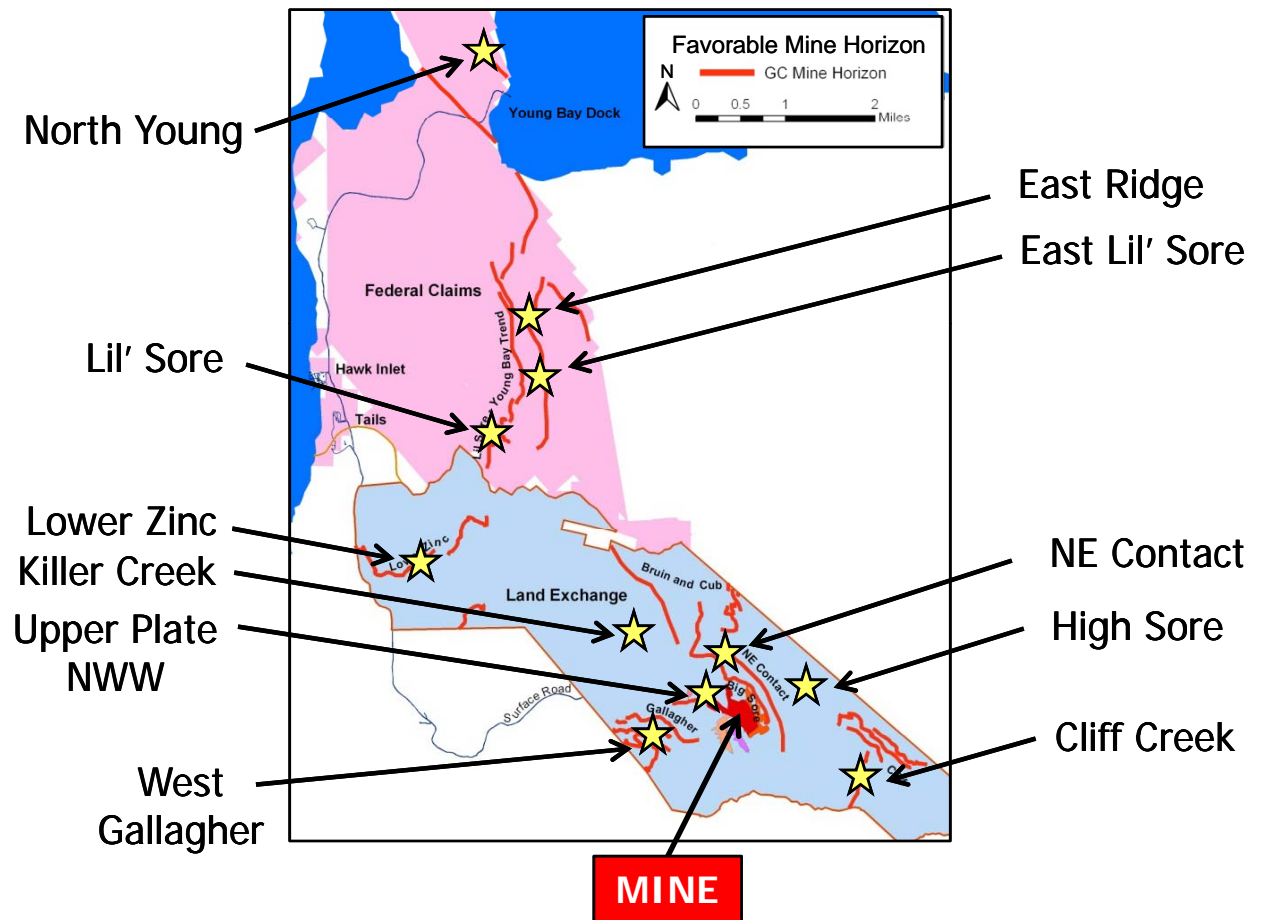 Favorable Mine Horizon
N
GC Mine Horizon
0 0.5 1 2
Miles
North Young
Young Bay Dock
East Ridge
East Lil' Sore
Federal Claims
Young Bay Trend
Lil' Sore
Hawk Inlet
Tails
Lower Zinc
Killer Creek
Upper Plate
NWW
Land Exchange
Bruin and Cub
NE Contact
High Sore
NE Contact
Big Sore
Surface Road
Gallagher
Cliff Creek
West
Gallagher
MINE